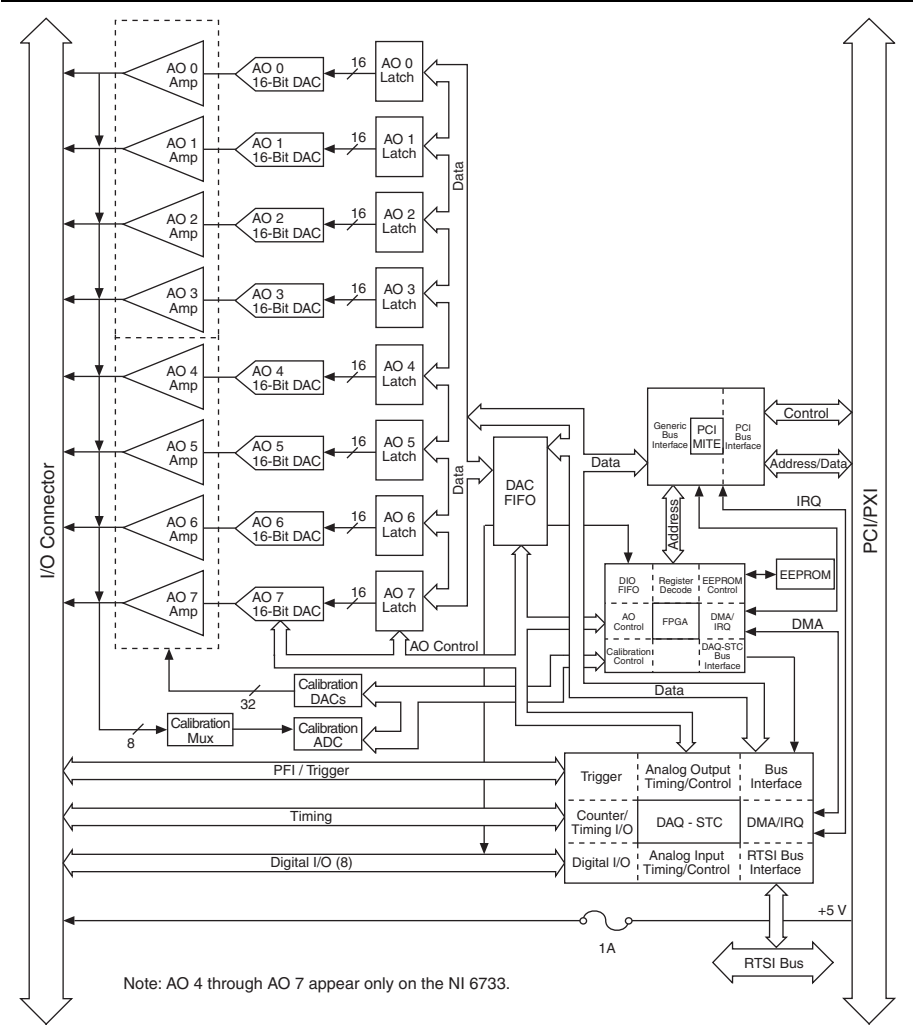 AO 0
Amp
AO 0
16-Bit DAC
16
AO 0
Latch
AO 1
Amp
AO 1
16-Bit DAC
16
AO 1
Latch
Data
AO 2
Amp
AO 2
16-Bit DAC
16
AO 2
Latch
AO 3
Amp
AO 3
16-Bit DAC
16
AO 3
Latch
AO 4
Amp
AO 4
16-Bit DAC
16
AO 4
Latch
AO 5
Amp
AO 5
16-Bit DAC
16
AO 5
Latch
Data
AO 6
Amp
AO 6
16-Bit DAC
16
AO 6
Latch
AO 7
Amp
AO 7
16-Bit DAC
16
AO 7
Latch
I/O Connector
PCI/PXI
DAC
FIFO
Data
Generic
Bus
Interface
PCI
MITE
PCI
Bus
Interface
Control
Address/Data
IRQ
Address
DIO
FIFO
Register
Decode
EEPROM
Control
EEPROM
AO
Control
FPGA
DMA/
IRQ
DMA
Calibration
Control
DAQ-STC
Bus
Interface
AO Control
Data
32
Calibration
DACs
8
Calibration
Mux
Calibration
ADC
PFI / Trigger
Timing
Digital I/O (8)
Trigger
Analog Output
Timing/Control
Bus
Interface
Counter/
Timing I/O
DAQ - STC
DMA/IRQ
Digital I/O
Analog Input
Timing/Control
RTSI Bus
Interface
+5 V
1A
RTSI Bus
Note: AO 4 through AO 7 appear only on the NI 6733.